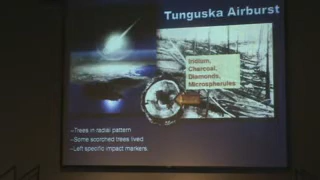 Tunguska Airburst
Iridium,
Charcoal,
Diamonds,
Microspherules
~Trees in radial pattern
~Some scorched trees lived
~Left specific impact markers.